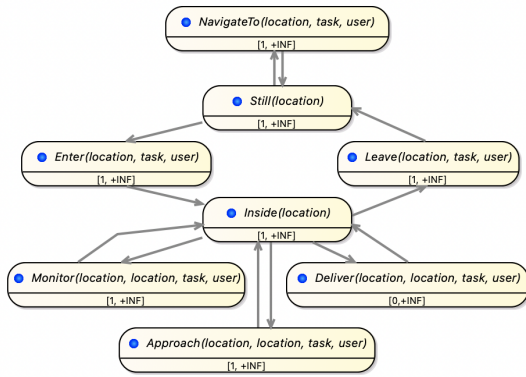 NavigateTo(location, task, user)
[1, +INF]
Still(location)
[1, +INF]
Enter(location, task, user)
[1, +INF]
Leave(location, task, user)
[1, +INF]
Inside(location)
[1, +INF]
Monitor(location, location, task, user)
[1, +INF]
Deliver(location, location, task, user)
[0,+INF]
Approach(location, location, task, user)
[1, +INF]